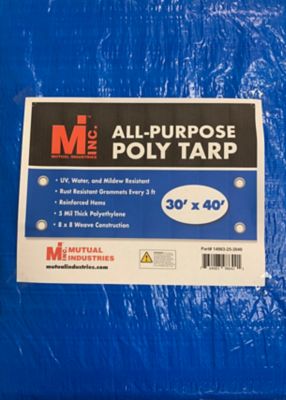 M
INC.
MUTUAL INDUSTRIES
ALL-PURPOSE
POLY TARP
• UV, Water, and Mildew Resistant
• Rust Resistant Grommets Every 3 ft
• Reinforced Hems
• 5 Mil Thick Polyethylene
• 8 x 8 Weave Construction
30' x 40'
M INC. MUTUAL
INDUSTRIES
mutualindustries.com